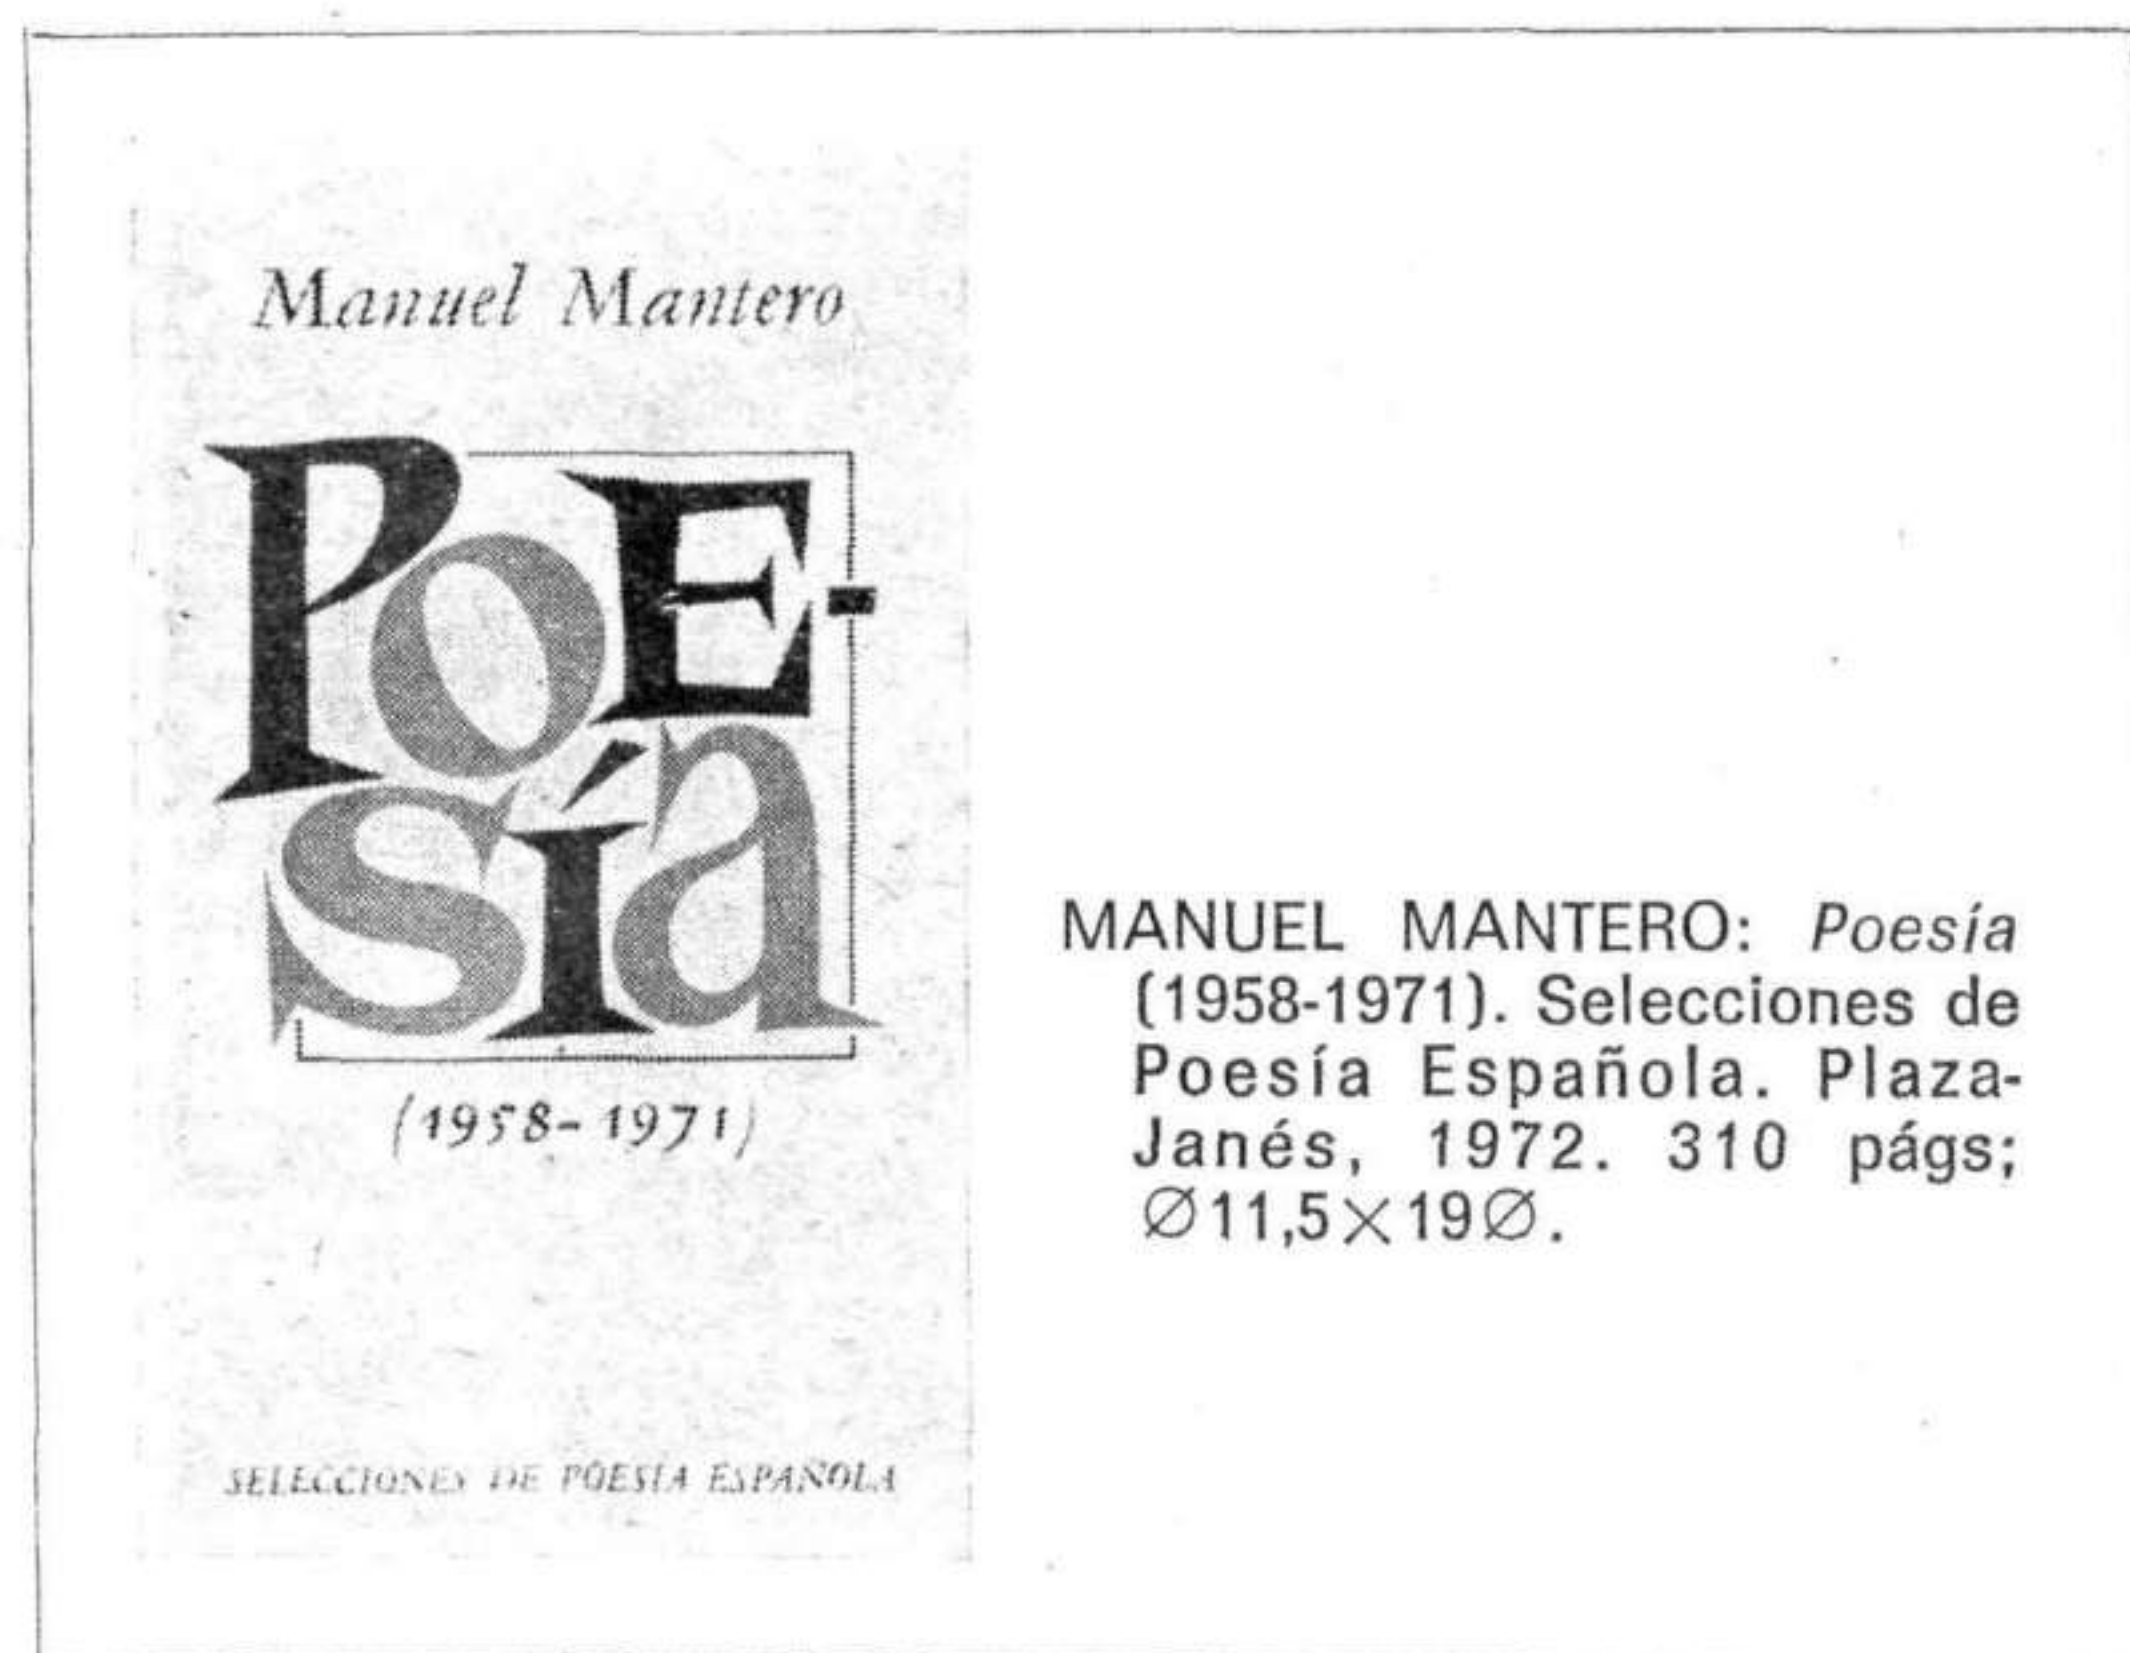 Manuel Mantero
POE-
SÍa
(1958-1971)
SELECCIONES DE POESÍA ESPAÑOLA
MANUEL MANTERO: Poesía
(1958-1971). Selecciones de
Poesía Española. Plaza-
Janés, 1972. 310 págs;
∅11,5×19∅.